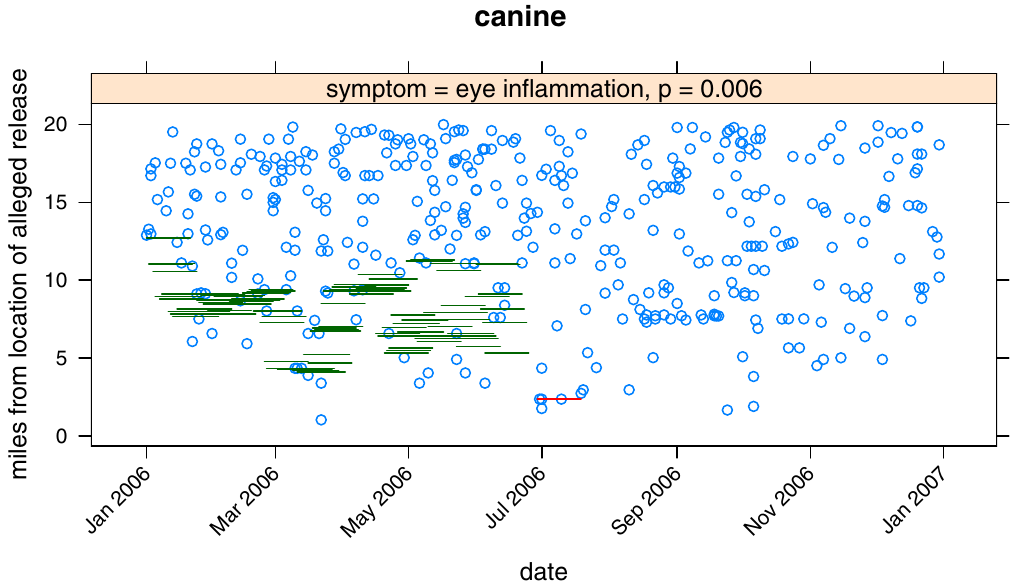 canine
symptom = eye inflammation, p = 0.006
miles from location of alleged release
20
15
10
5
0
Jan 2006
Mar 2006
May 2006
Jul 2006
Sep 2006
Nov 2006
Jan 2007
date